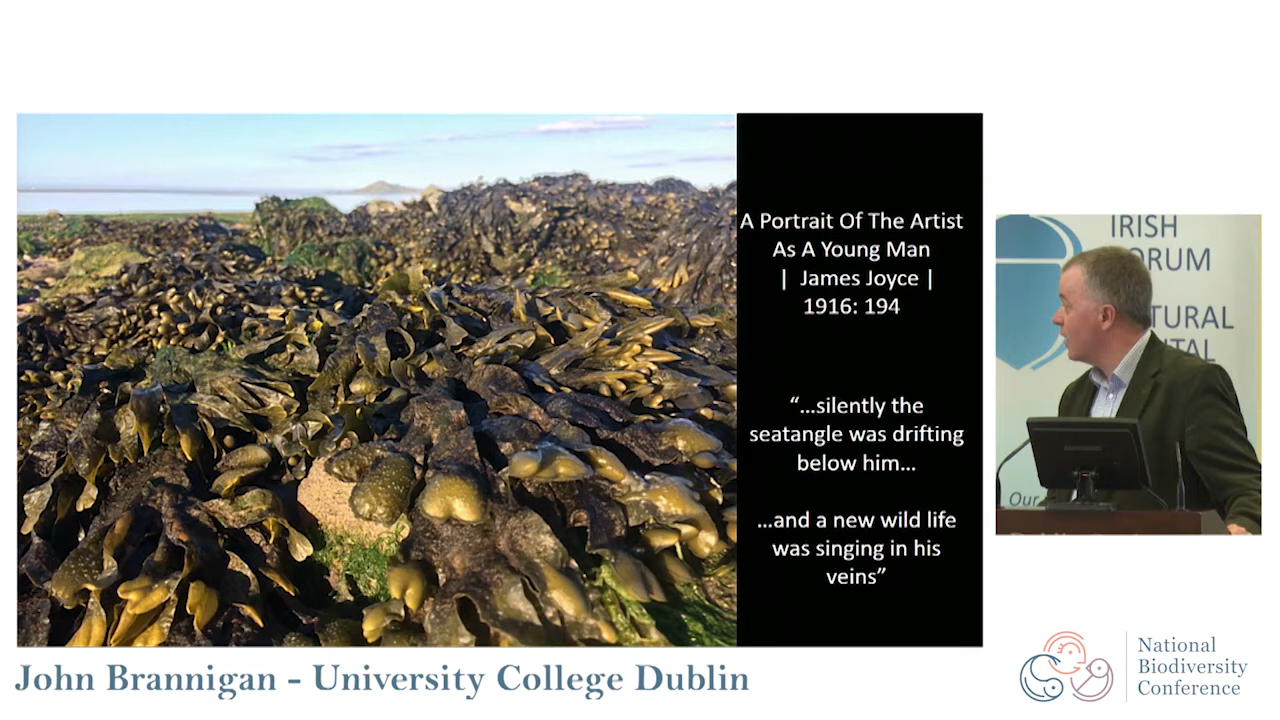 A Portrait Of The Artist
As A Young Man
| James Joyce |
1916: 194
“...silently the
seatangle was drifting
below him...
...and a new wild life
was singing in his
veins”
IRISH
ORUM
TURAL
TAL
Our
John Brannigan - University College Dublin
National
Biodiversity
Conference